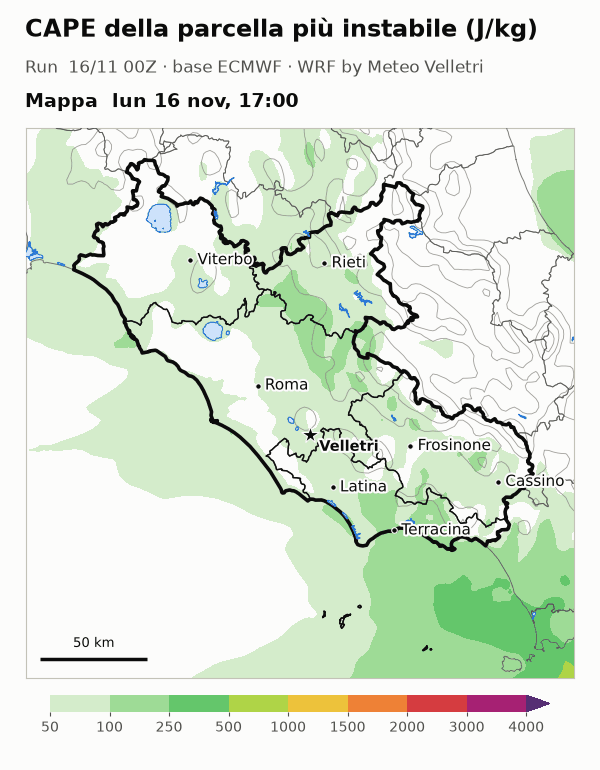 CAPE della parcella più instabile (J/kg)
Run  16/11 00Z · base ECMWF · WRF by Meteo Velletri
Mappa  lun 16 nov, 17:00
Viterbo
Rieti
Roma
Velletri
Frosinone
Latina
Cassino
Terracina
50 km
50 100 250 500 1000 1500 2000 3000 4000